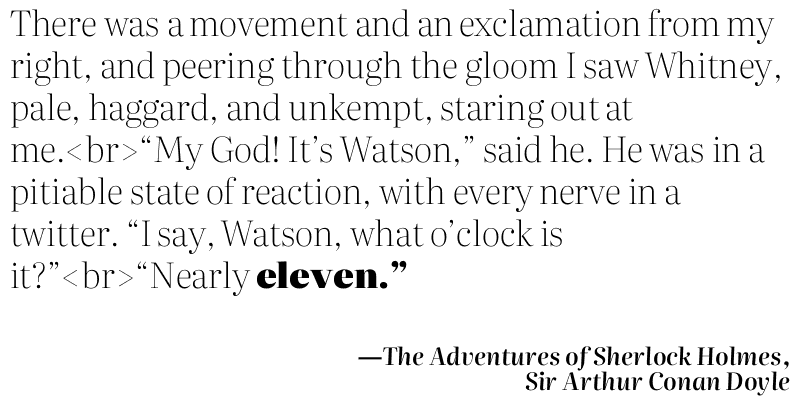 There was a movement and an exclamation from my
right, and peering through the gloom I saw Whitney,
pale, haggard, and unkempt, staring out at
me.<br>“My God! It’s Watson,” said he. He was in a
pitiable state of reaction, with every nerve in a
twitter. “I say, Watson, what o’clock is
it?”<br>“Nearly eleven.”
—The Adventures of Sherlock Holmes,
Sir Arthur Conan Doyle